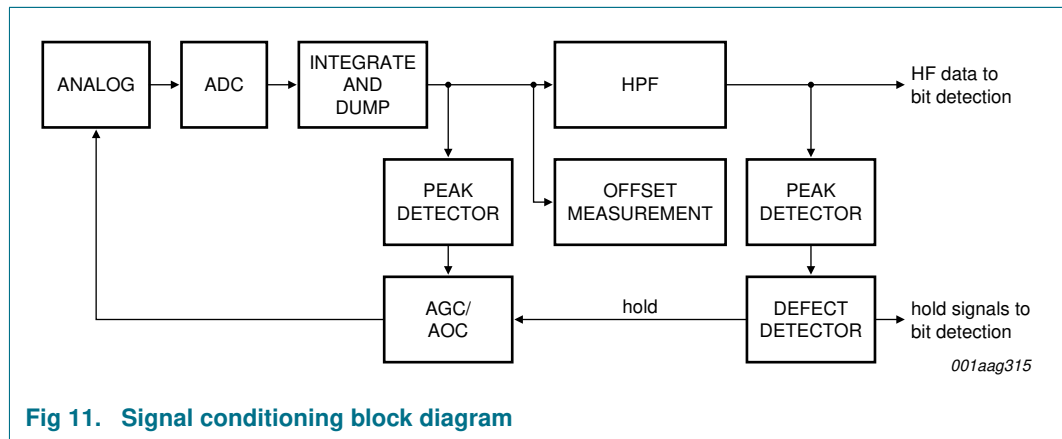 ANALOG
ADC
INTEGRATE
AND
DUMP
HPF
HF data to
bit detection
PEAK
DETECTOR
OFFSET
MEASUREMENT
PEAK
DETECTOR
AGC/
AOC
hold
DEFECT
DETECTOR
hold signals to
bit detection
001aag315
Fig 11. Signal conditioning block diagram